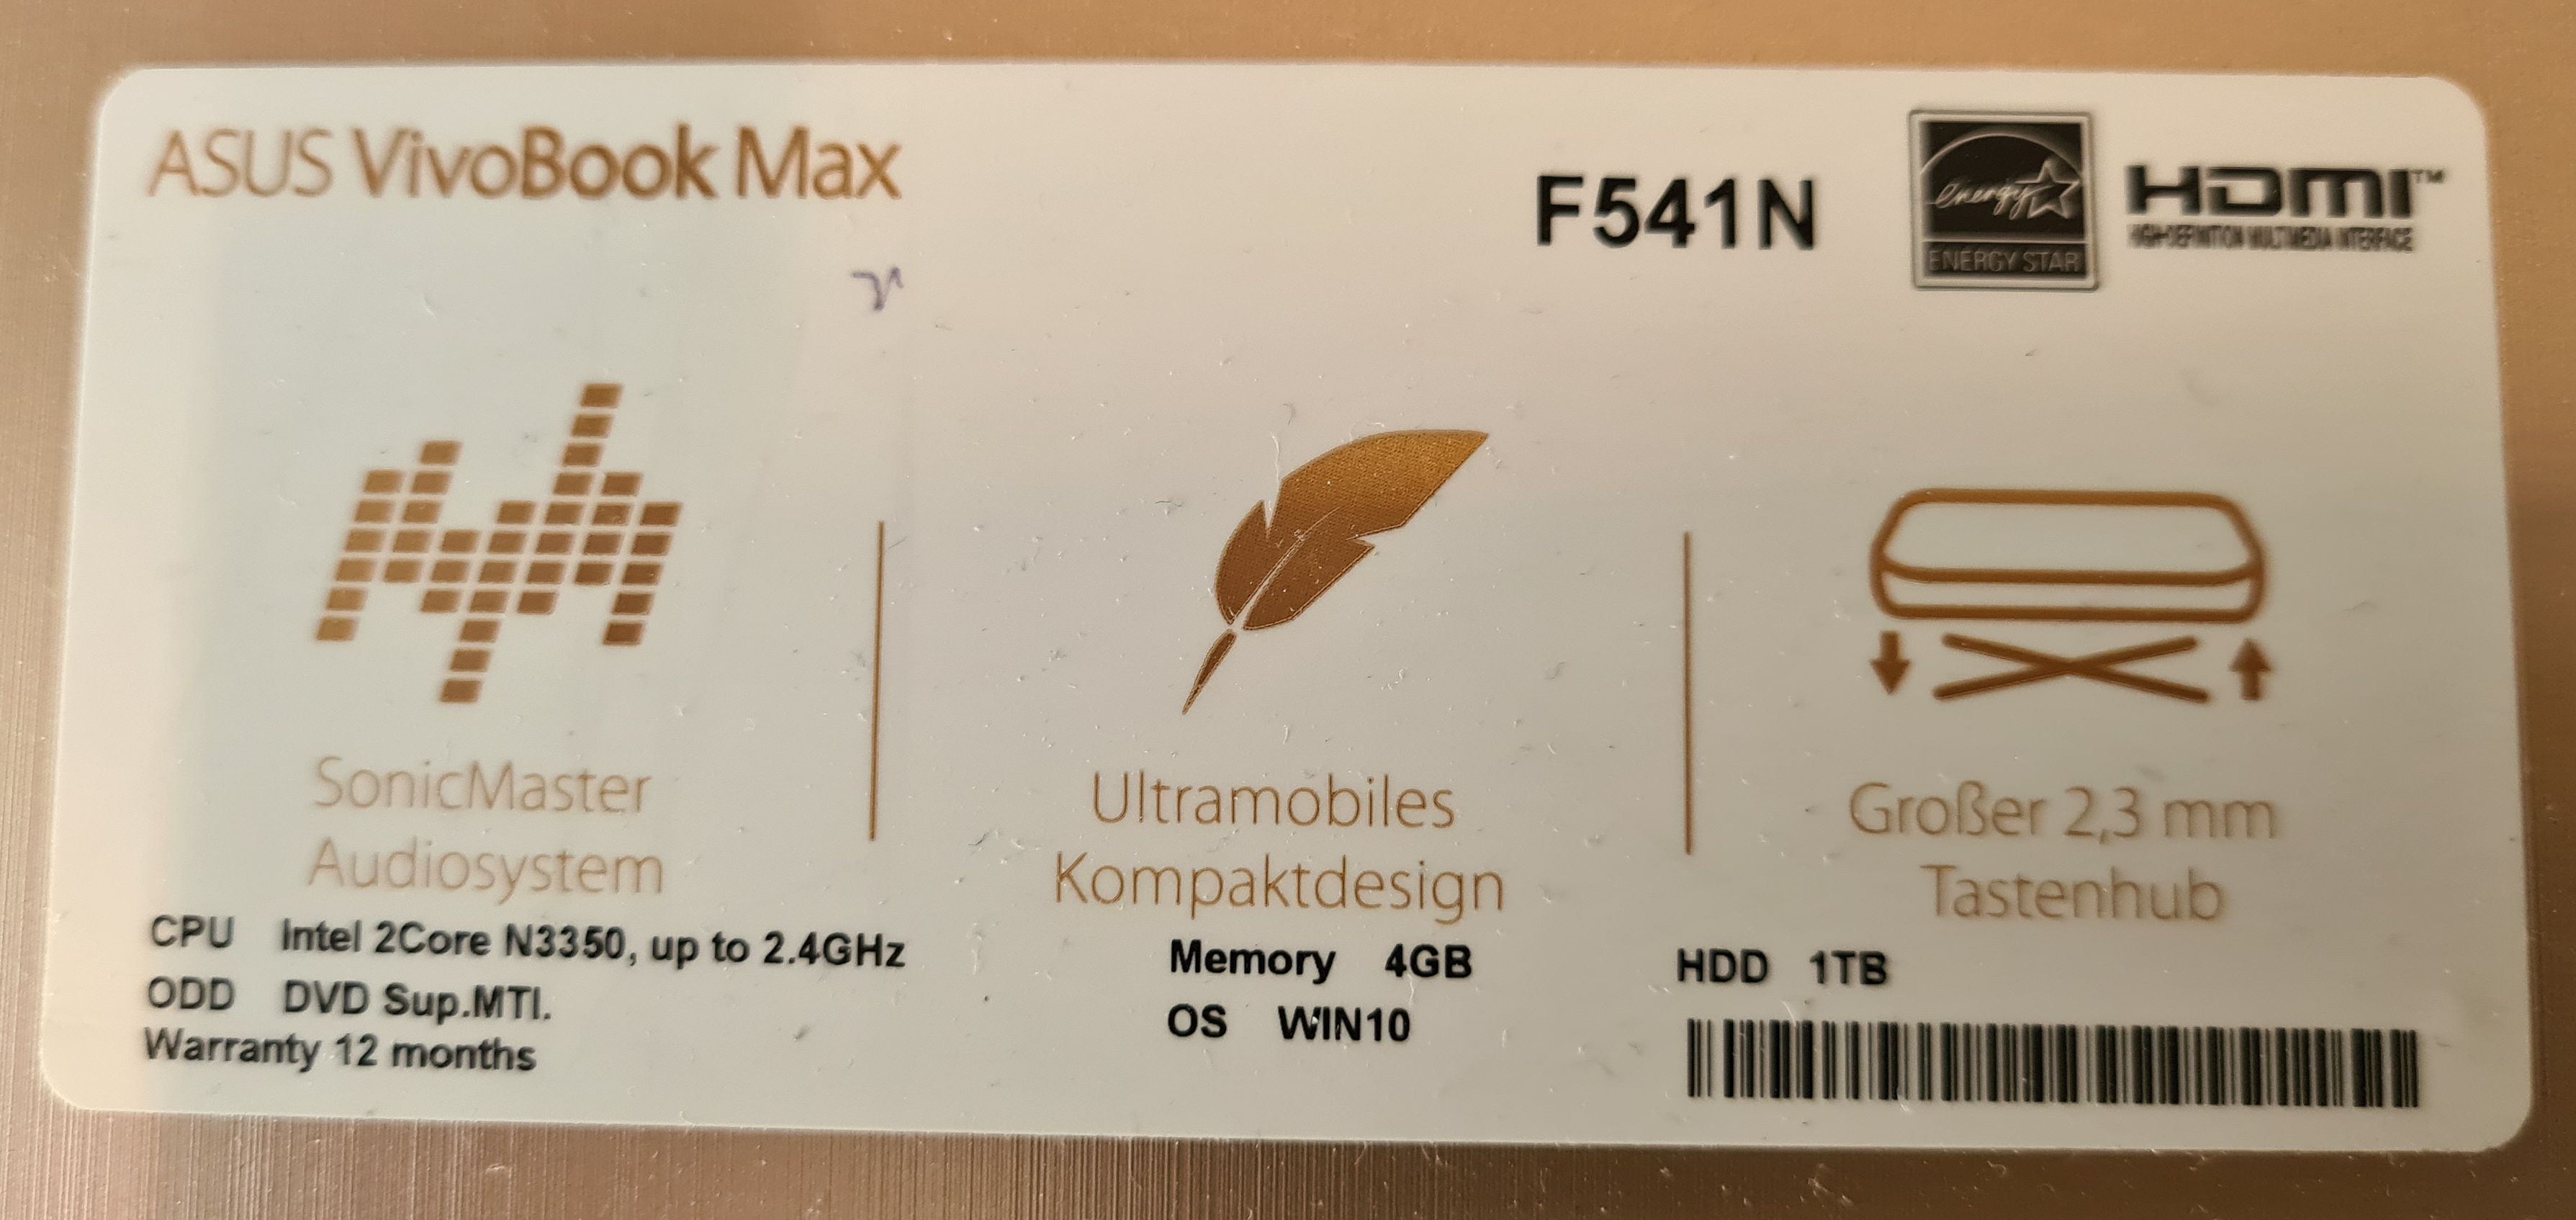 ASUS VivoBook Max
F541N
energy
ENERGY STAR
HDMI™
HIGH-DEFINITION MULTIMEDIA INTERFACE
SonicMaster
Audiosystem
Ultramobiles
Kompaktdesign
Großer 2,3 mm
Tastenhub
CPU Intel 2Core N3350, up to 2.4GHz
Memory 4GB
HDD 1TB
ODD DVD Sup.MTI.
OS WIN10
Warranty 12 months